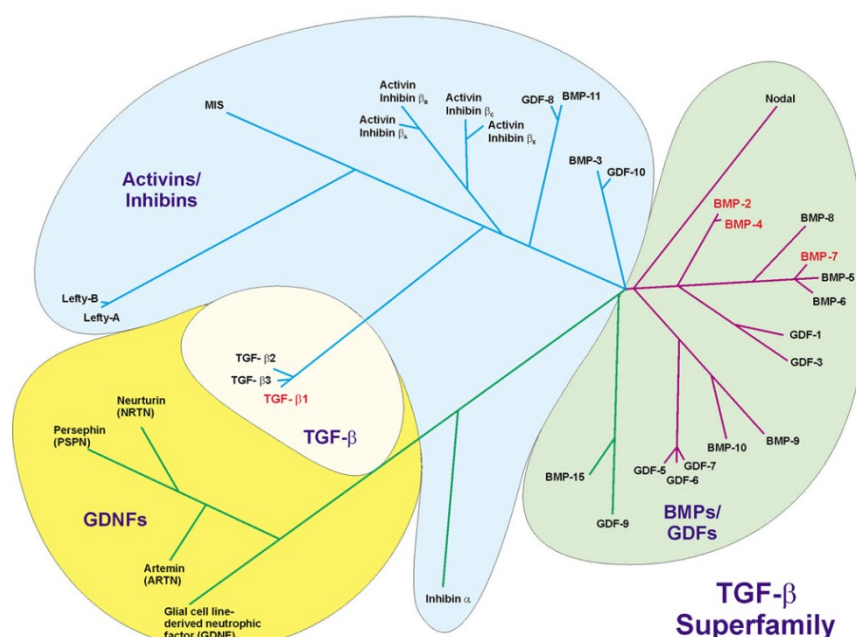 MIS
Activin
Inhibin βB
Activin
Inhibin βA
Activin
Inhibin βC
Activin
Inhibin βE
GDF-8
BMP-11
BMP-3
GDF-10
Nodal
Activins/
Inhibins
BMP-2
BMP-4
BMP-8
BMP-7
BMP-5
BMP-6
Lefty-B
Lefty-A
GDF-1
GDF-3
TGF- β2
TGF- β3
TGF- β1
TGF-β
Neurturin
(NRTN)
Persephin
(PSPN)
GDNFs
Artemin
(ARTN)
Glial cell line-
derived neutrophic
factor (GDNF)
Inhibin α
BMP-15
GDF-9
GDF-5
GDF-6
GDF-7
BMP-10
BMP-9
BMPs/
GDFs
TGF-β
Superfamily